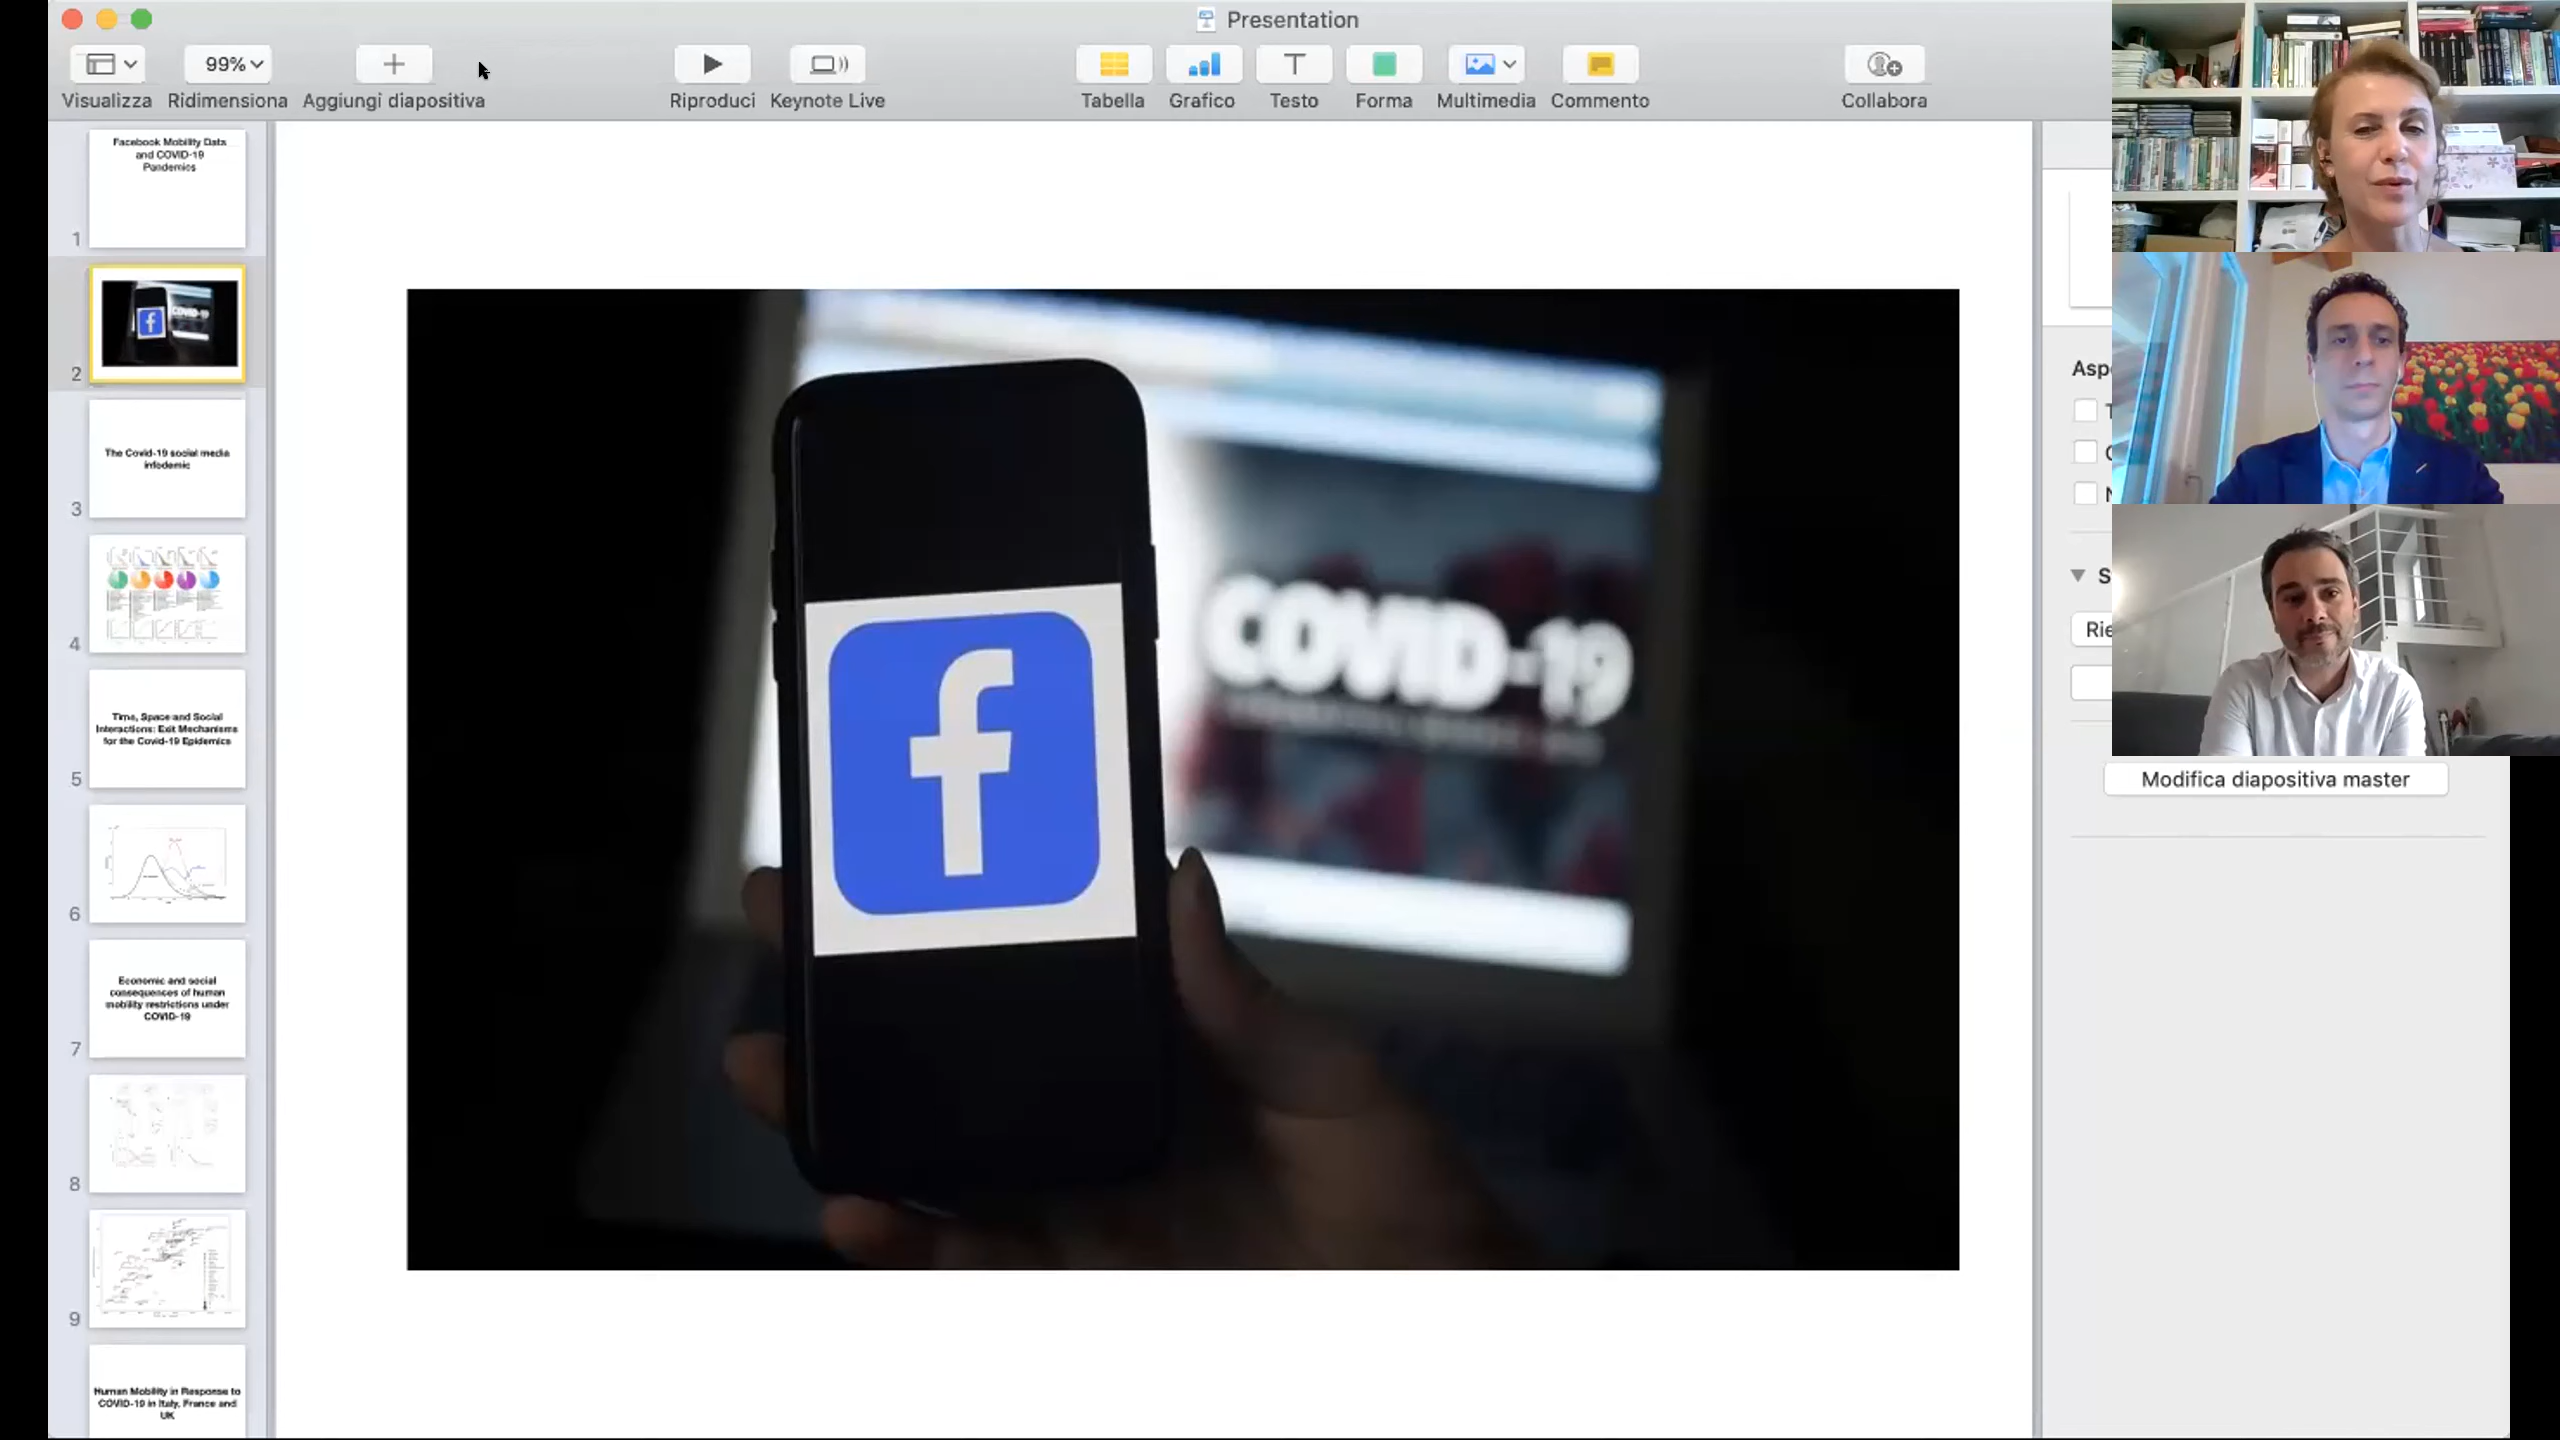 Presentation
99%
Visualizza
Ridimensiona
Aggiungi diapositiva
Riproduci
Keynote Live
Tabella
Grafico
Testo
Forma
Multimedia
Commento
Collabora
Facebook Mobility Data
and COVID-19
Pandemics
1
2
The Covid-19 social media
infodemic
3
4
Time, Space and Social
Interactions: Exit Mechanisms
for the Covid-19 Epidemics
5
6
Economic and social
consequences of human
mobility restrictions under
COVID-19
7
8
9
Human Mobility in Response to
COVID-19 in Italy, France and
UK
f
COVID-19
Asp
S
Rie
Modifica diapositiva master